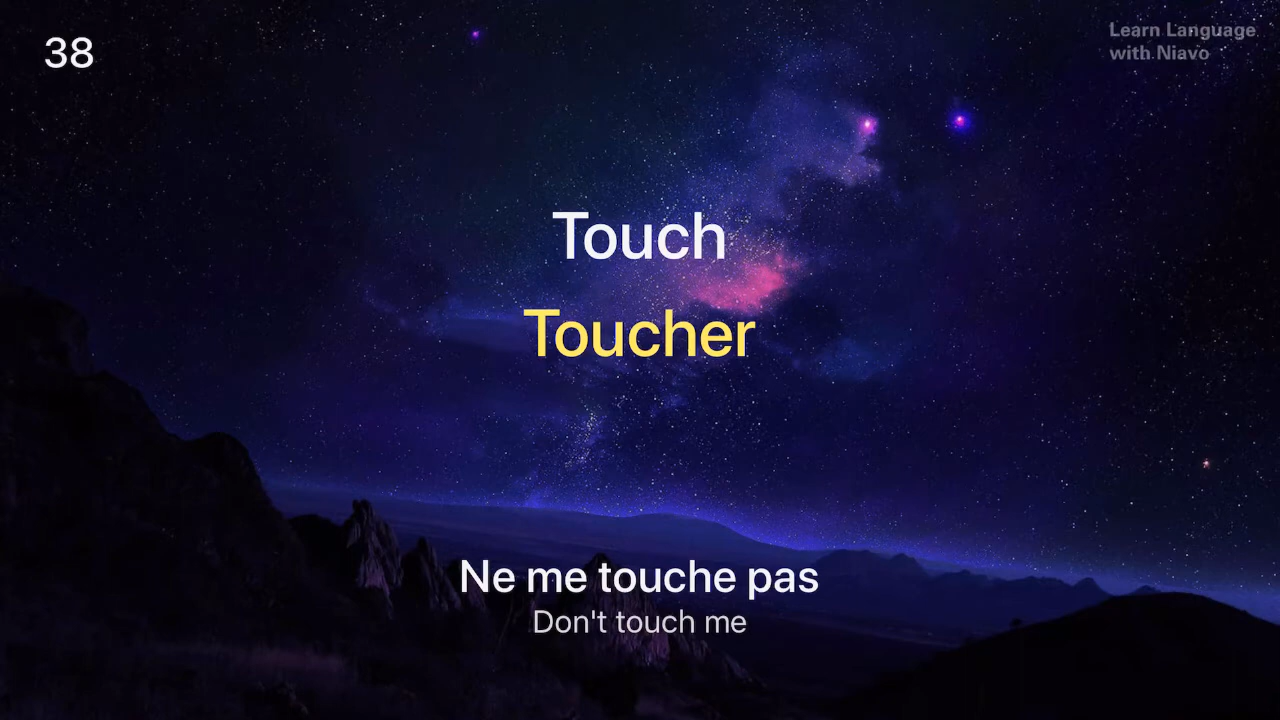 38
Learn Language
with Niavo
Touch
Toucher
Ne me touche pas
Don't touch me